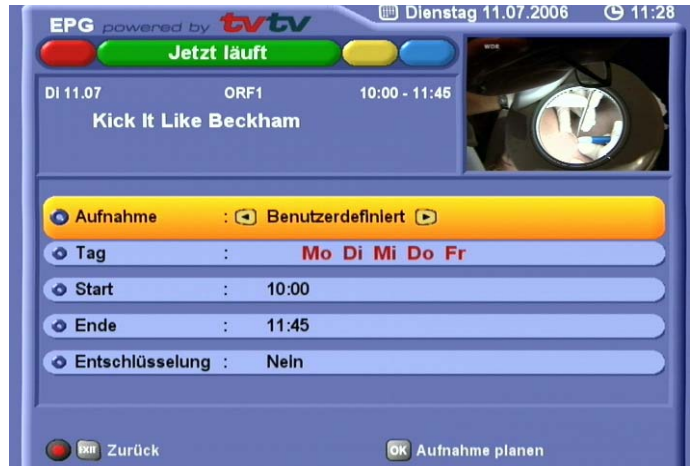 EPG powered by tvtv
Dienstag 11.07.2006 11:28
Jetzt läuft
Di 11.07 ORF1 10:00 - 11:45
Kick It Like Beckham
WDR
Aufnahme : Benutzerdefiniert
Tag : Mo Di Mi Do Fr
Start : 10:00
Ende : 11:45
Entschlüsselung : Nein
EXIT Zurück
OK Aufnahme planen